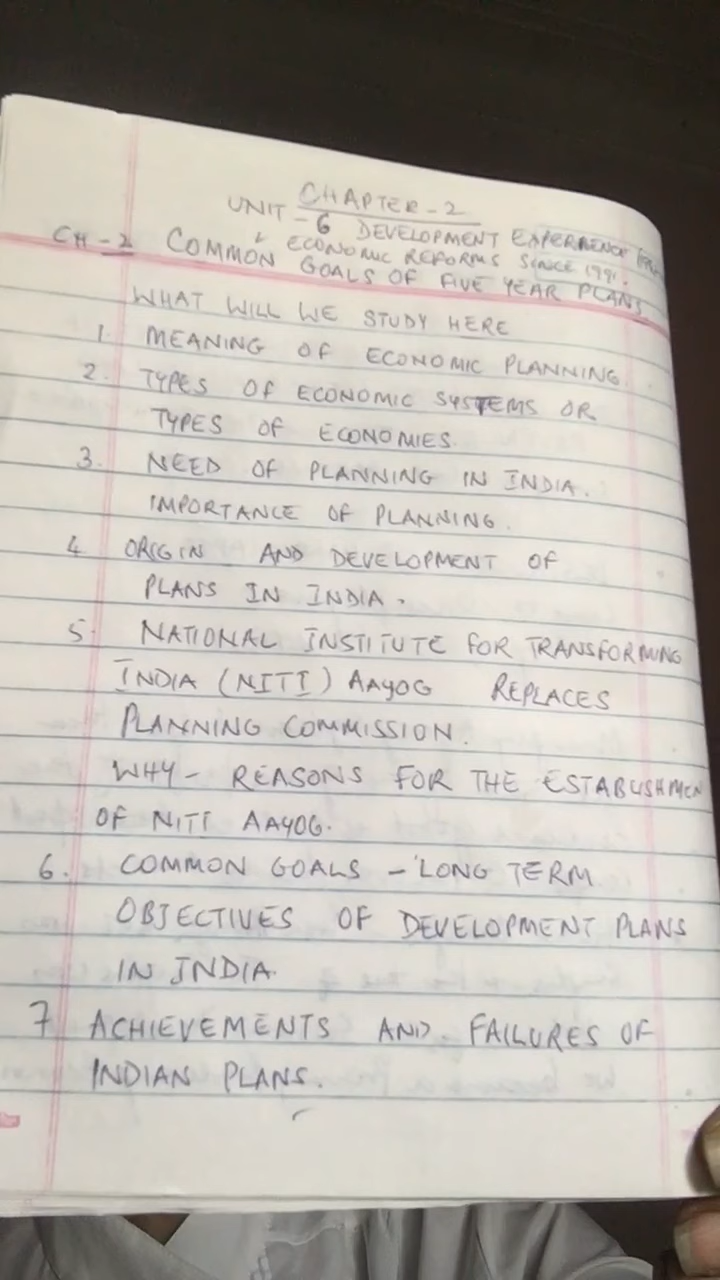 CHAPTER - 2
UNIT - 6 DEVELOPMENT EXPERIENCE
& ECONOMIC REFORMS SINCE 1991.
CH - 2 COMMON GOALS OF FIVE YEAR PLANS
WHAT WILL WE STUDY HERE
1. MEANING OF ECONOMIC PLANNING.
2. TYPES OF ECONOMIC SYSTEMS OR
TYPES OF ECONOMIES.
3. NEED OF PLANNING IN INDIA.
IMPORTANCE OF PLANNING.
4. ORIGIN AND DEVELOPMENT OF
PLANS IN INDIA.
5. NATIONAL INSTITUTE FOR TRANSFORMING
INDIA (NITI) AAYOG REPLACES
PLANNING COMMISSION.
WHY - REASONS FOR THE ESTABLISHMEN
OF NITI AAYOG.
6. COMMON GOALS - LONG TERM
OBJECTIVES OF DEVELOPMENT PLANS
IN INDIA.
7 ACHIEVEMENTS AND FAILURES OF
INDIAN PLANS.